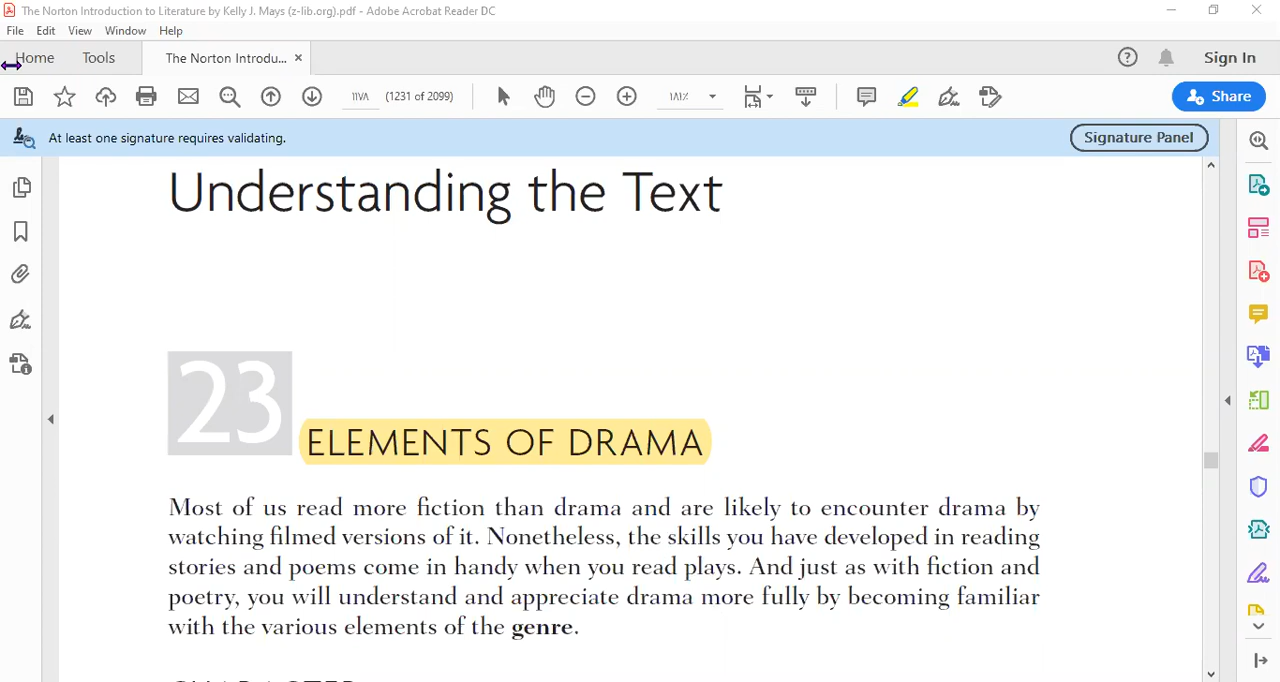 The Norton Introduction to Literature by Kelly J. Mays (z-lib.org).pdf - Adobe Acrobat Reader DC
File Edit View Window Help
Home Tools The Norton Introdu... × Sign In
١١٧٨ (1231 of 2099) ١٨١٪ Share
At least one signature requires validating. Signature Panel
Understanding the Text
23
ELEMENTS OF DRAMA
Most of us read more fiction than drama and are likely to encounter drama by
watching filmed versions of it. Nonetheless, the skills you have developed in reading
stories and poems come in handy when you read plays. And just as with fiction and
poetry, you will understand and appreciate drama more fully by becoming familiar
with the various elements of the genre.
CHARACTER